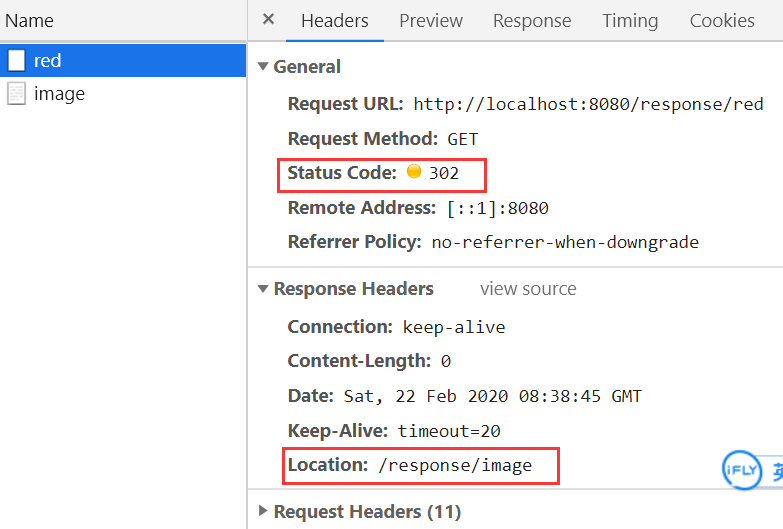 Name
× Headers Preview Response Timing Cookies
red
image
General
Request URL: http://localhost:8080/response/red
Request Method: GET
Status Code: 302
Remote Address: [::1]:8080
Referrer Policy: no-referrer-when-downgrade
Response Headers view source
Connection: keep-alive
Content-Length: 0
Date: Sat, 22 Feb 2020 08:38:45 GMT
Keep-Alive: timeout=20
Location: /response/image
iFLY 英
Request Headers (11)